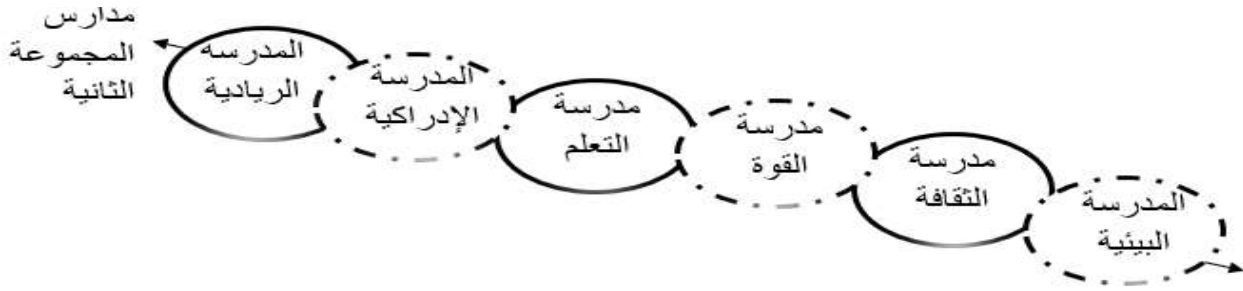 مدارس
المجموعة
الثانية
المدرسه
الريادية
المدرسة
الإدراكية
مدرسة
التعلم
مدرسة
القوة
مدرسة
الثقافة
المدرسة
البيئية